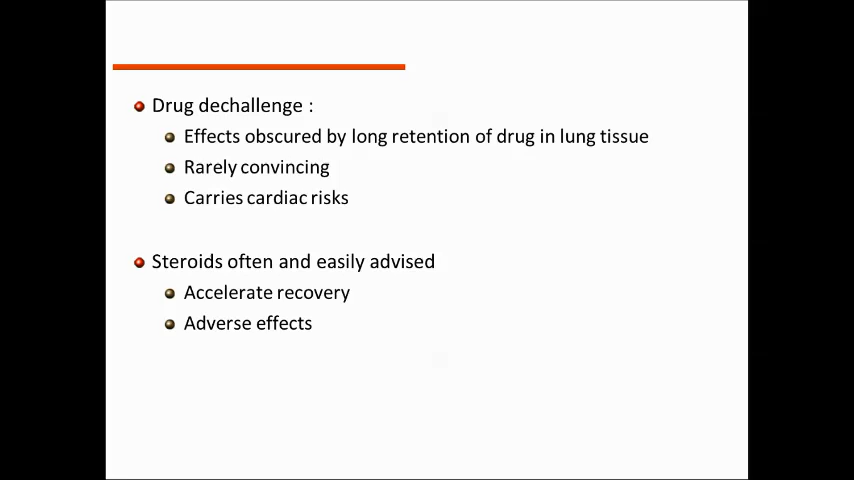 Drug dechallenge :
Effects obscured by long retention of drug in lung tissue
Rarely convincing
Carries cardiac risks
Steroids often and easily advised
Accelerate recovery
Adverse effects